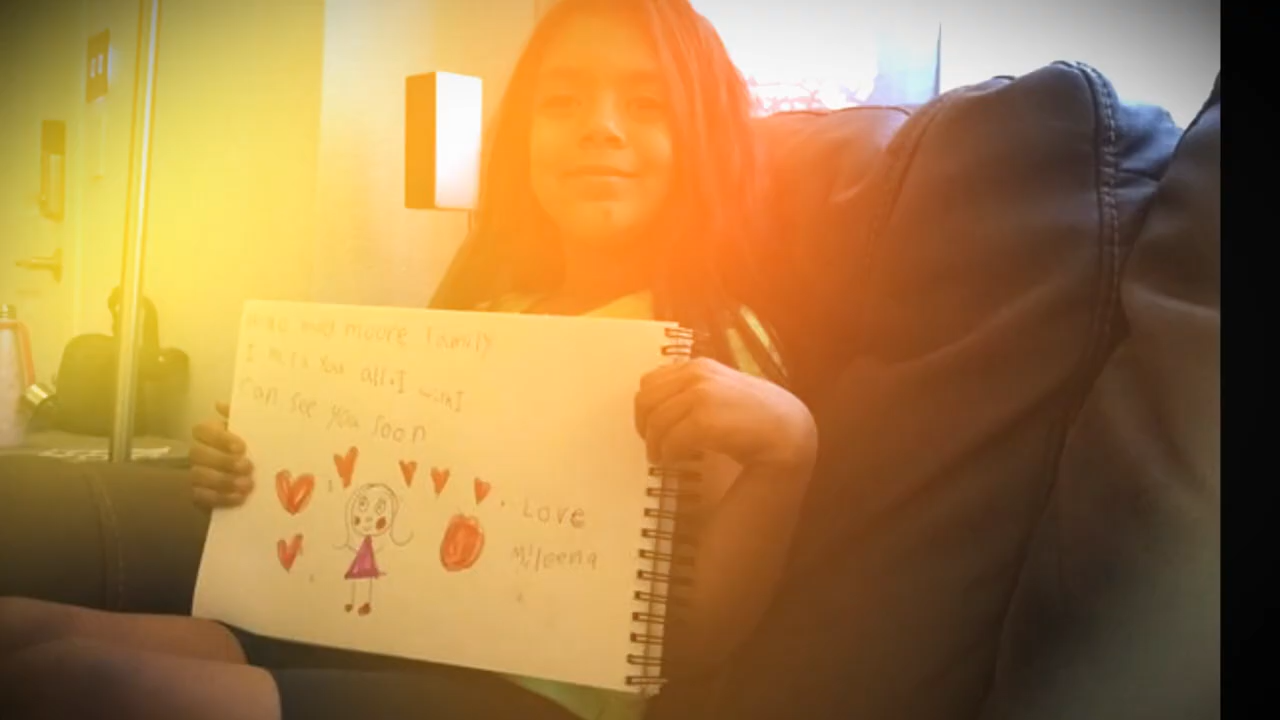 moore family
I miss you all. I wish I
can see you soon
Love
Mileena